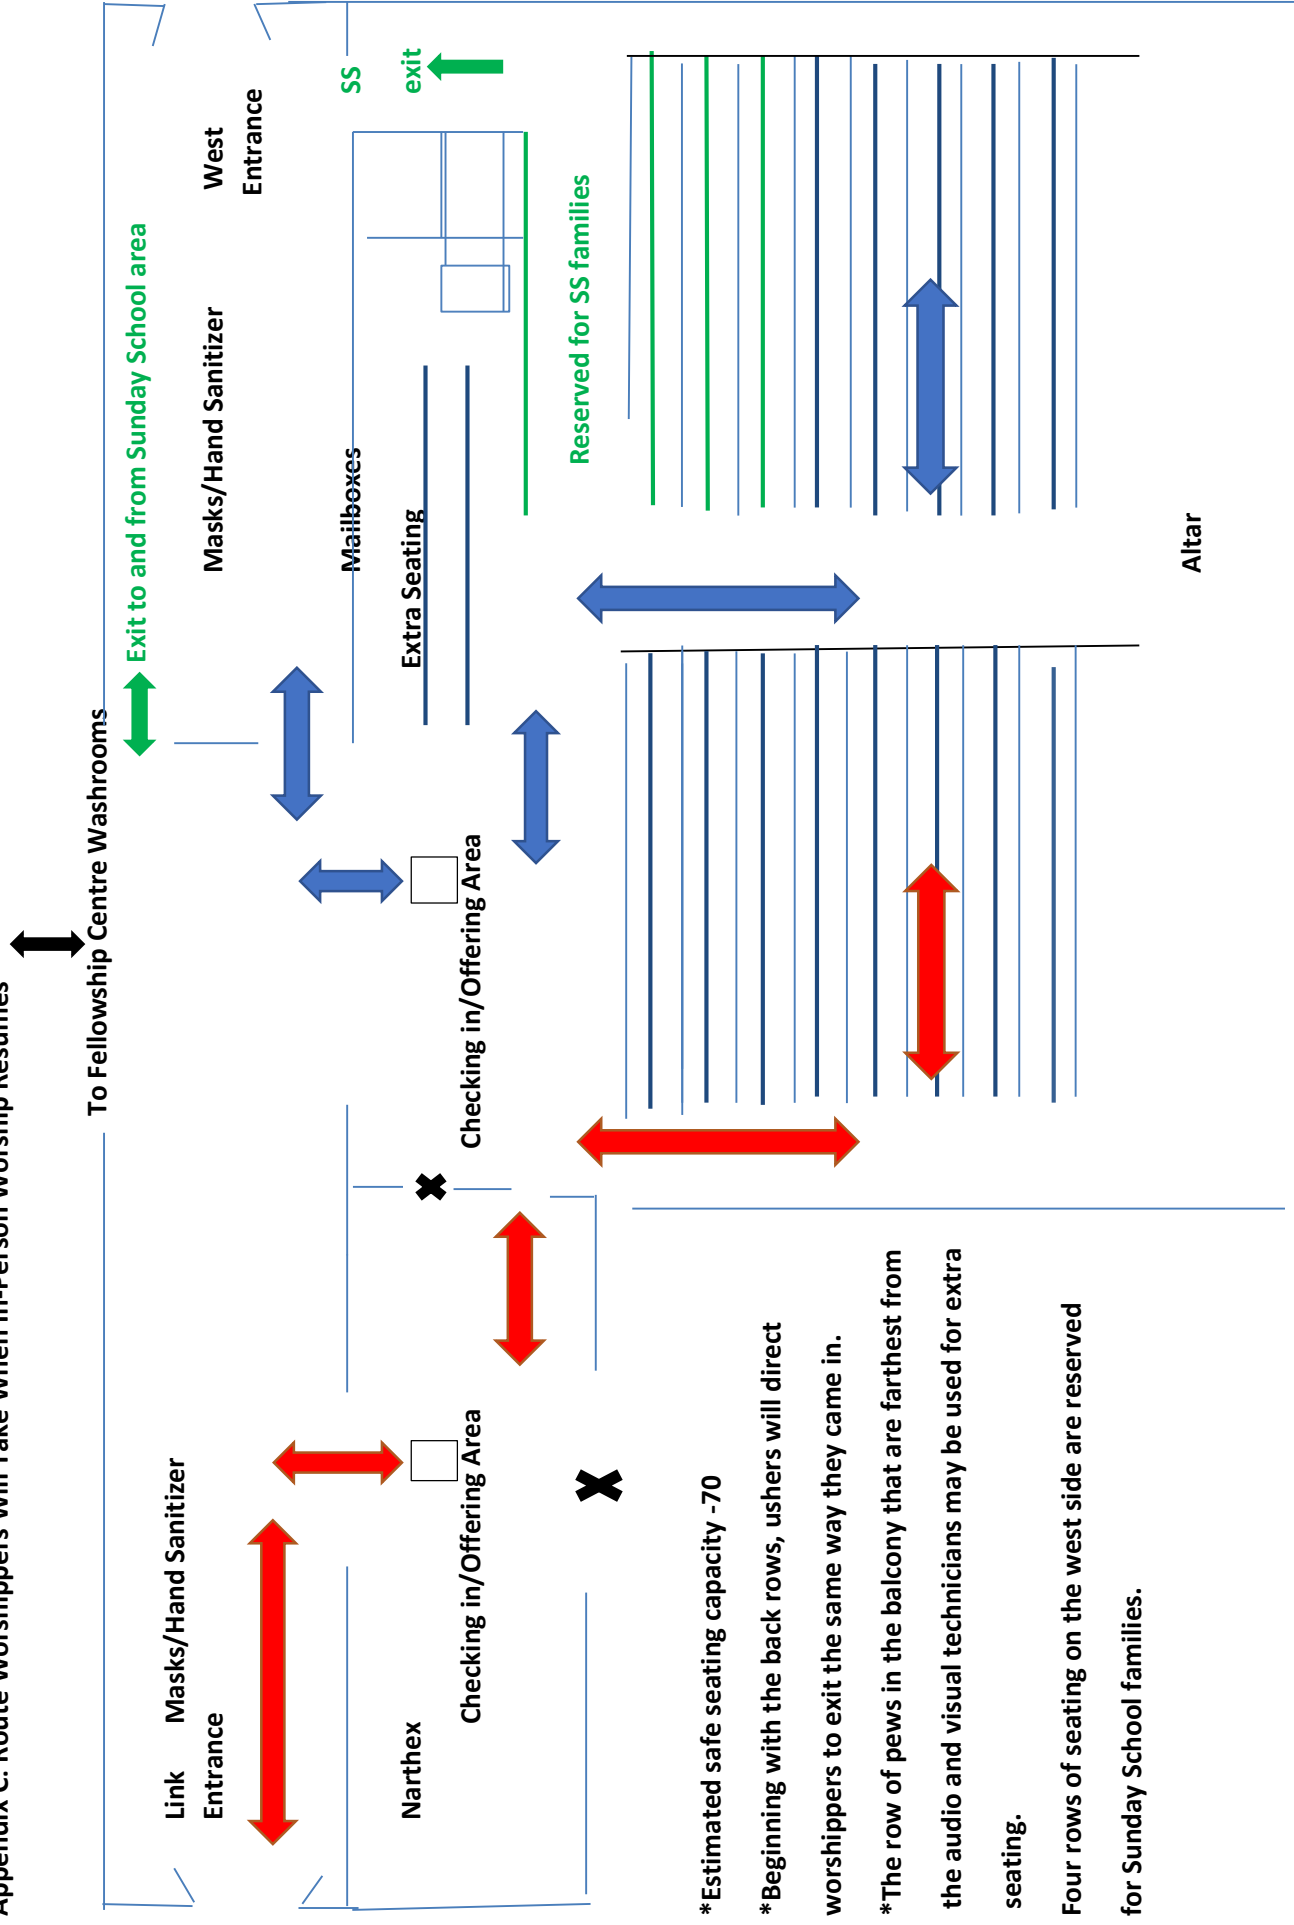 Appendix C: Route Worshippers Will Take When In-Person Worship Resumes
To Fellowship Centre Washrooms
Exit to and from Sunday School area
Link Masks/Hand Sanitizer
Entrance
Masks/Hand Sanitizer
West
Entrance
Mailboxes
SS
exit
Narthex
Extra Seating
Checking in/Offering Area
Checking in/Offering Area
Reserved for SS families
*Estimated safe seating capacity -70
*Beginning with the back rows, ushers will direct
worshippers to exit the same way they came in.
*The row of pews in the balcony that are farthest from
the audio and visual technicians may be used for extra
seating.
Four rows of seating on the west side are reserved
for Sunday School families.
Altar